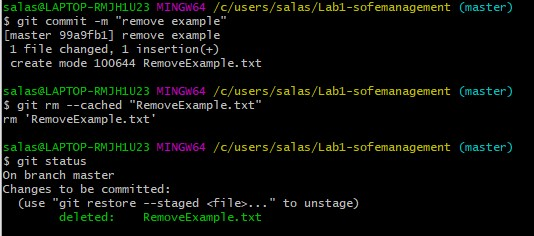 salas@LAPTOP-RMJH1U23 MINGW64 /c/users/salas/Lab1-sofemanagement (master)
$ git commit -m "remove example"
[master 99a9fb1] remove example
 1 file changed, 1 insertion(+)
 create mode 100644 RemoveExample.txt

salas@LAPTOP-RMJH1U23 MINGW64 /c/users/salas/Lab1-sofemanagement (master)
$ git rm --cached "RemoveExample.txt"
rm 'RemoveExample.txt'

salas@LAPTOP-RMJH1U23 MINGW64 /c/users/salas/Lab1-sofemanagement (master)
$ git status
On branch master
Changes to be committed:
  (use "git restore --staged <file>..." to unstage)
        deleted:    RemoveExample.txt